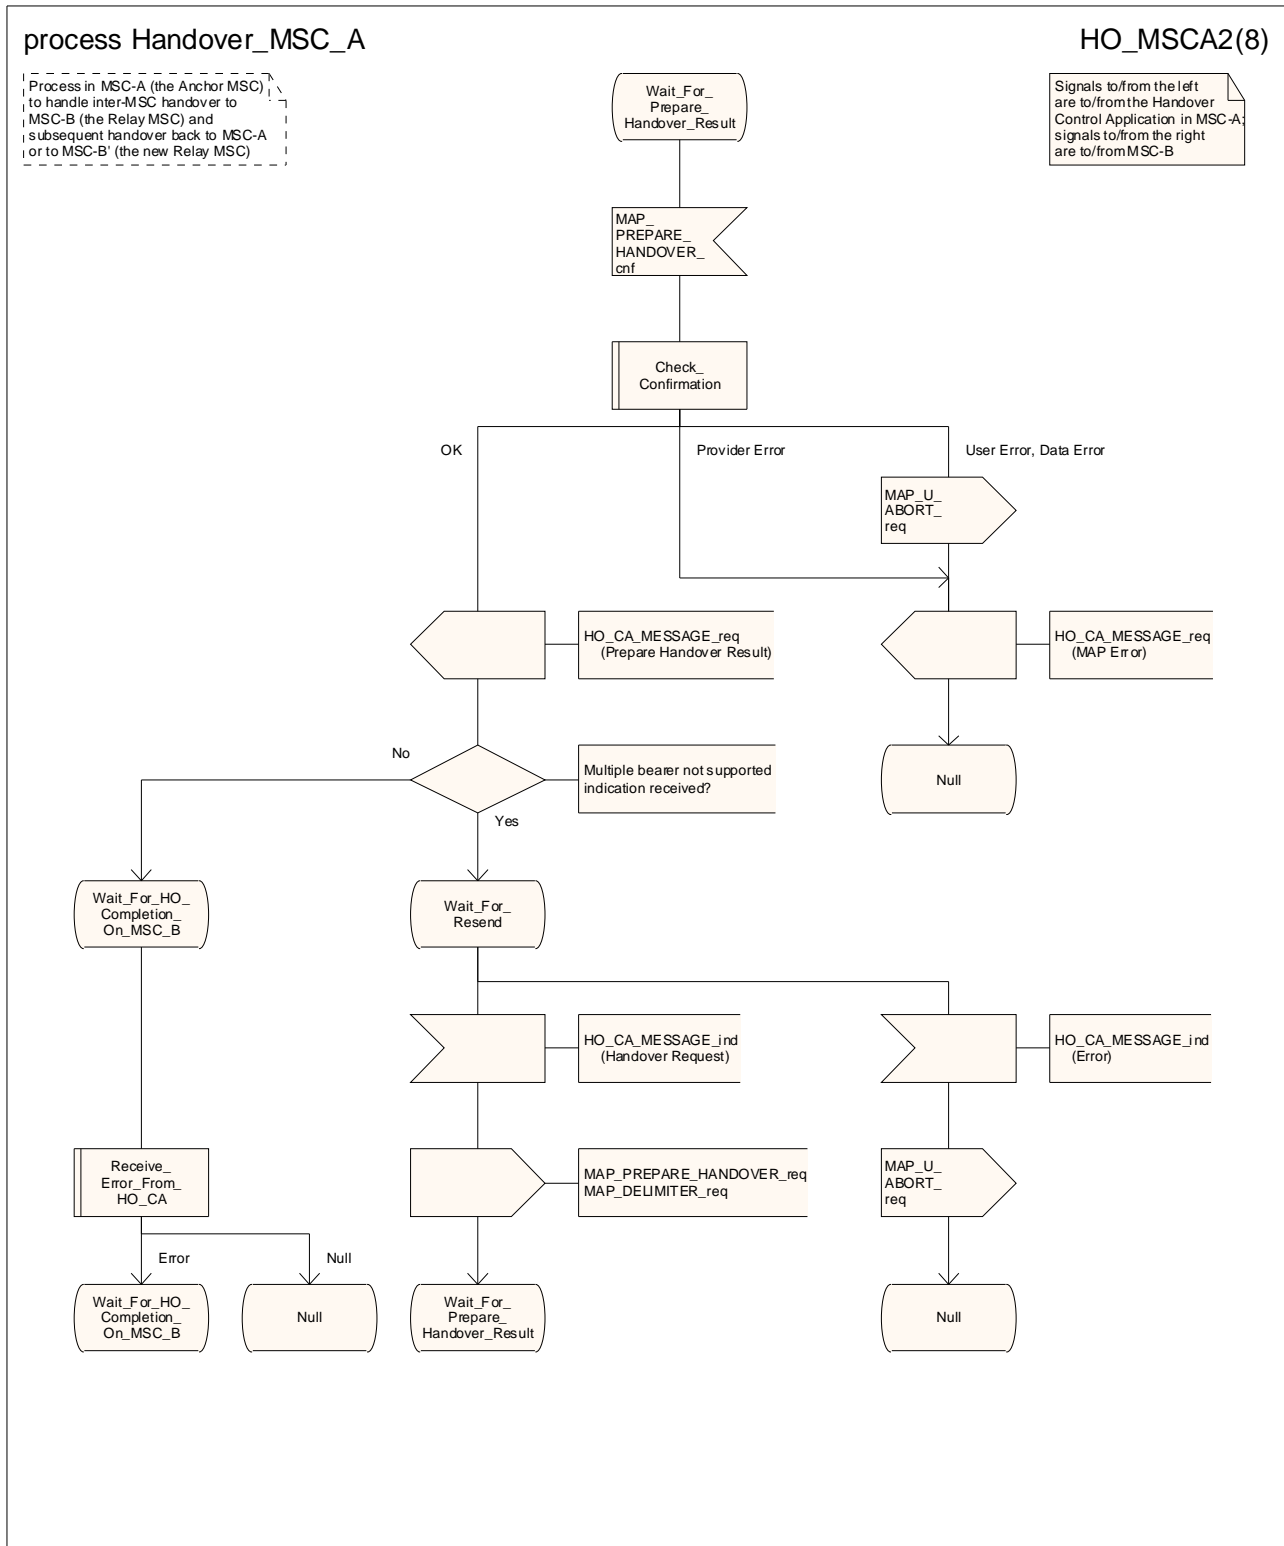 process Handover_MSC_A
HO_MSCA2(8)
Process in MSC-A (the Anchor MSC)
to handle inter-MSC handover to
MSC-B (the Relay MSC) and
subsequent handover back to MSC-A
or to MSC-B' (the new Relay MSC)
Wait_For_
Prepare_
Handover_Result
Signals to/from the left
are to/from the Handover
Control Application in MSC-A;
signals to/from the right
are to/from MSC-B
MAP_
PREPARE_
HANDOVER_
cnf
Check_
Confirmation
OK
Provider Error
User Error, Data Error
MAP_U_
ABORT_
req
HO_CA_MESSAGE_req
(Prepare Handover Result)
HO_CA_MESSAGE_req
(MAP Error)
No
Multiple bearer not supported
indication received?
Null
Yes
Wait_For_HO_
Completion_
On_MSC_B
Wait_For_
Resend
HO_CA_MESSAGE_ind
(Handover Request)
HO_CA_MESSAGE_ind
(Error)
Receive_
Error_From_
HO_CA
MAP_PREPARE_HANDOVER_req
MAP_DELIMITER_req
MAP_U_
ABORT_
req
Error
Null
Wait_For_HO_
Completion_
On_MSC_B
Null
Wait_For_
Prepare_
Handover_Result
Null